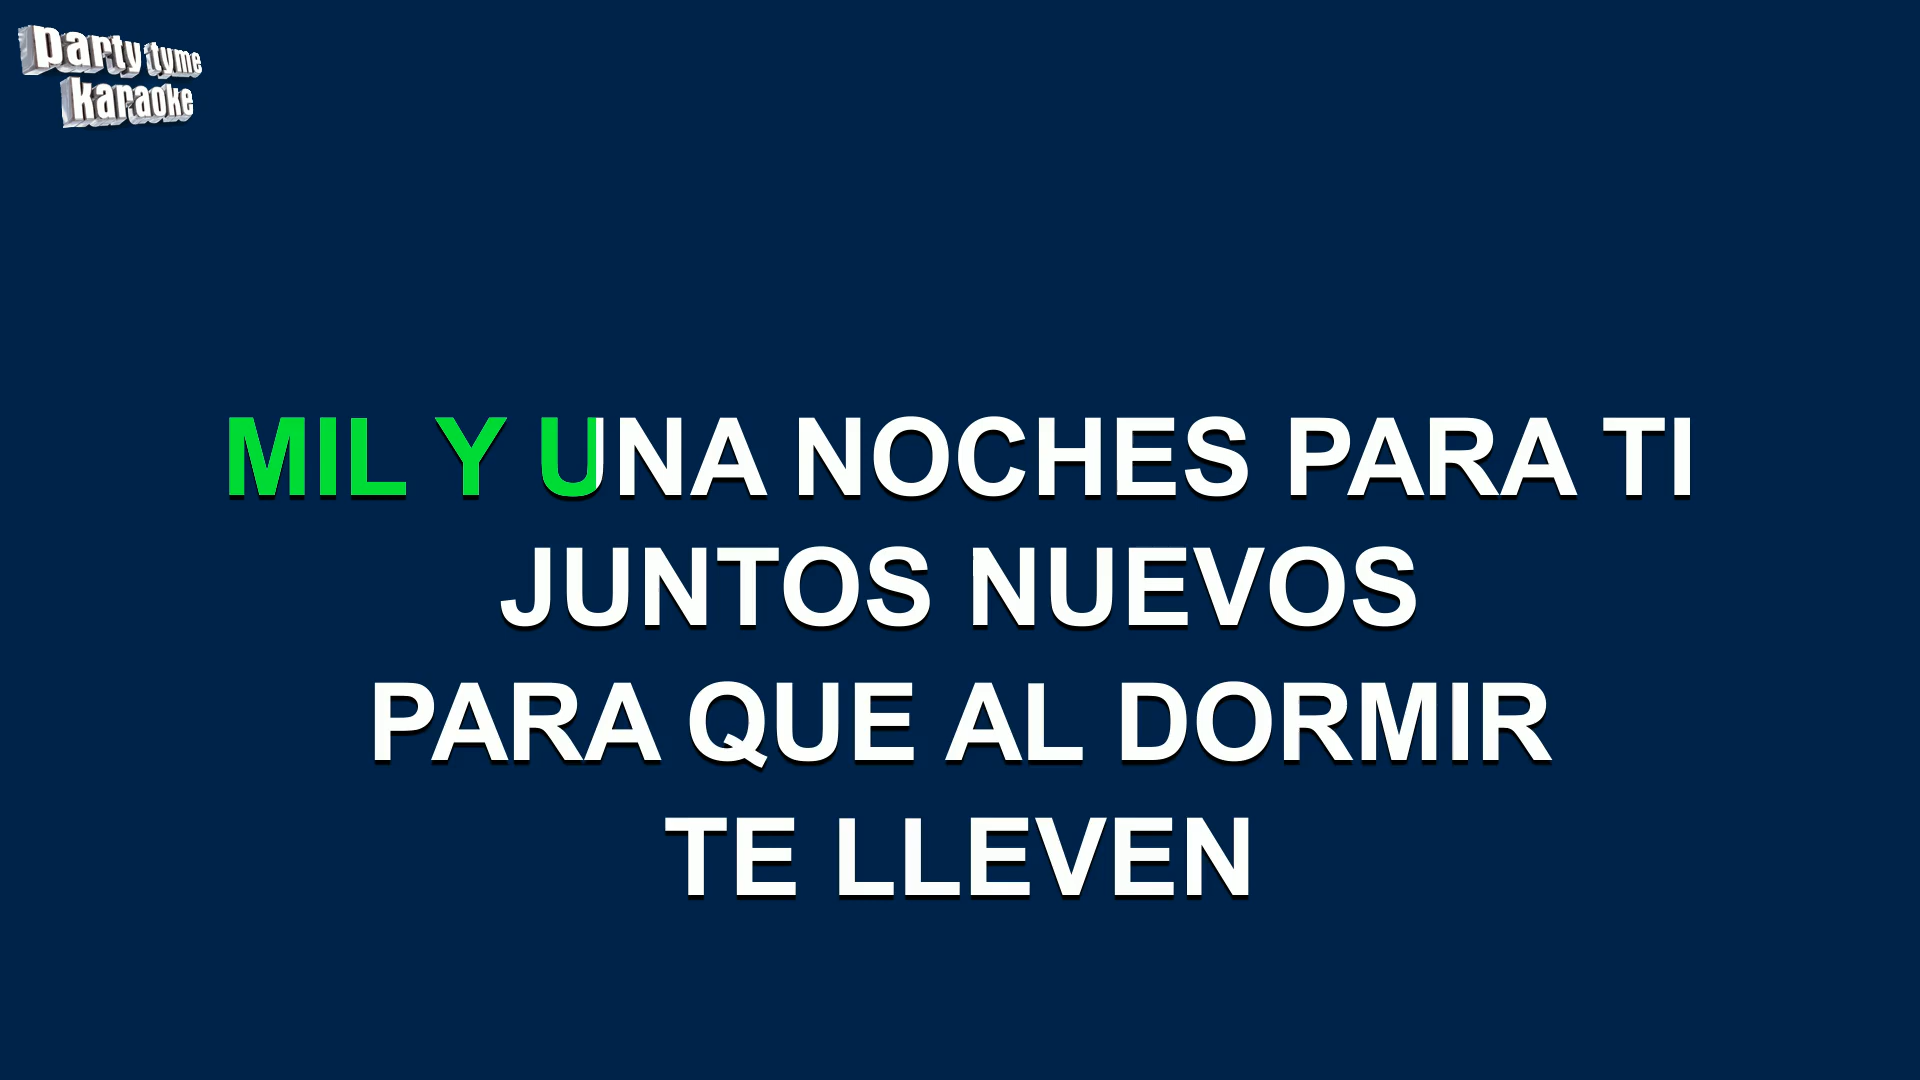 party tyme
karaoke
MIL Y UNA NOCHES PARA TI
JUNTOS NUEVOS
PARA QUE AL DORMIR
TE LLEVEN